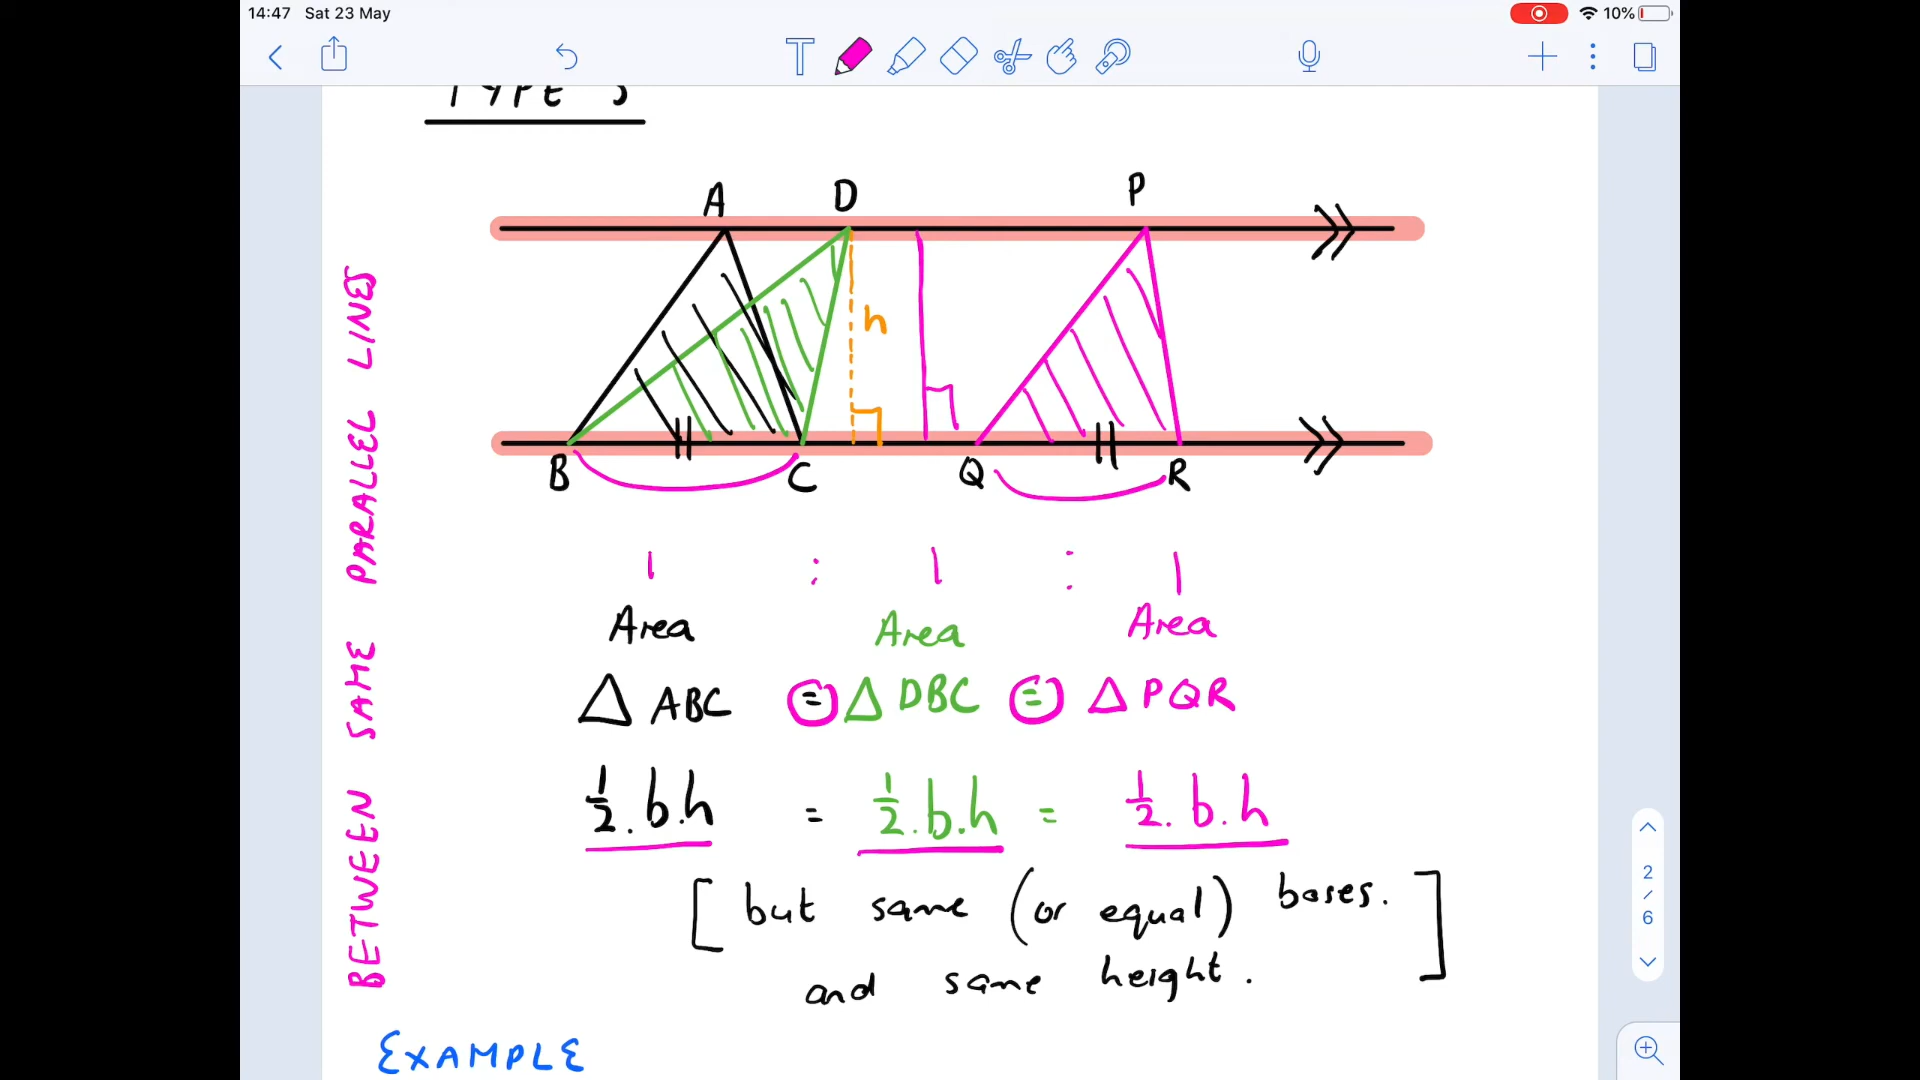 14:47 Sat 23 May
10%
T
TYPE 3
A D P
h
B C Q R
BETWEEN SAME PARALLEL LINES
1 : 1 : 1
Area Area Area
△ ABC = △ DBC = △ PQR
½.b.h = ½.b.h = ½.b.h
[but same (or equal) bases.
and same height.]
EXAMPLE
2
/
6